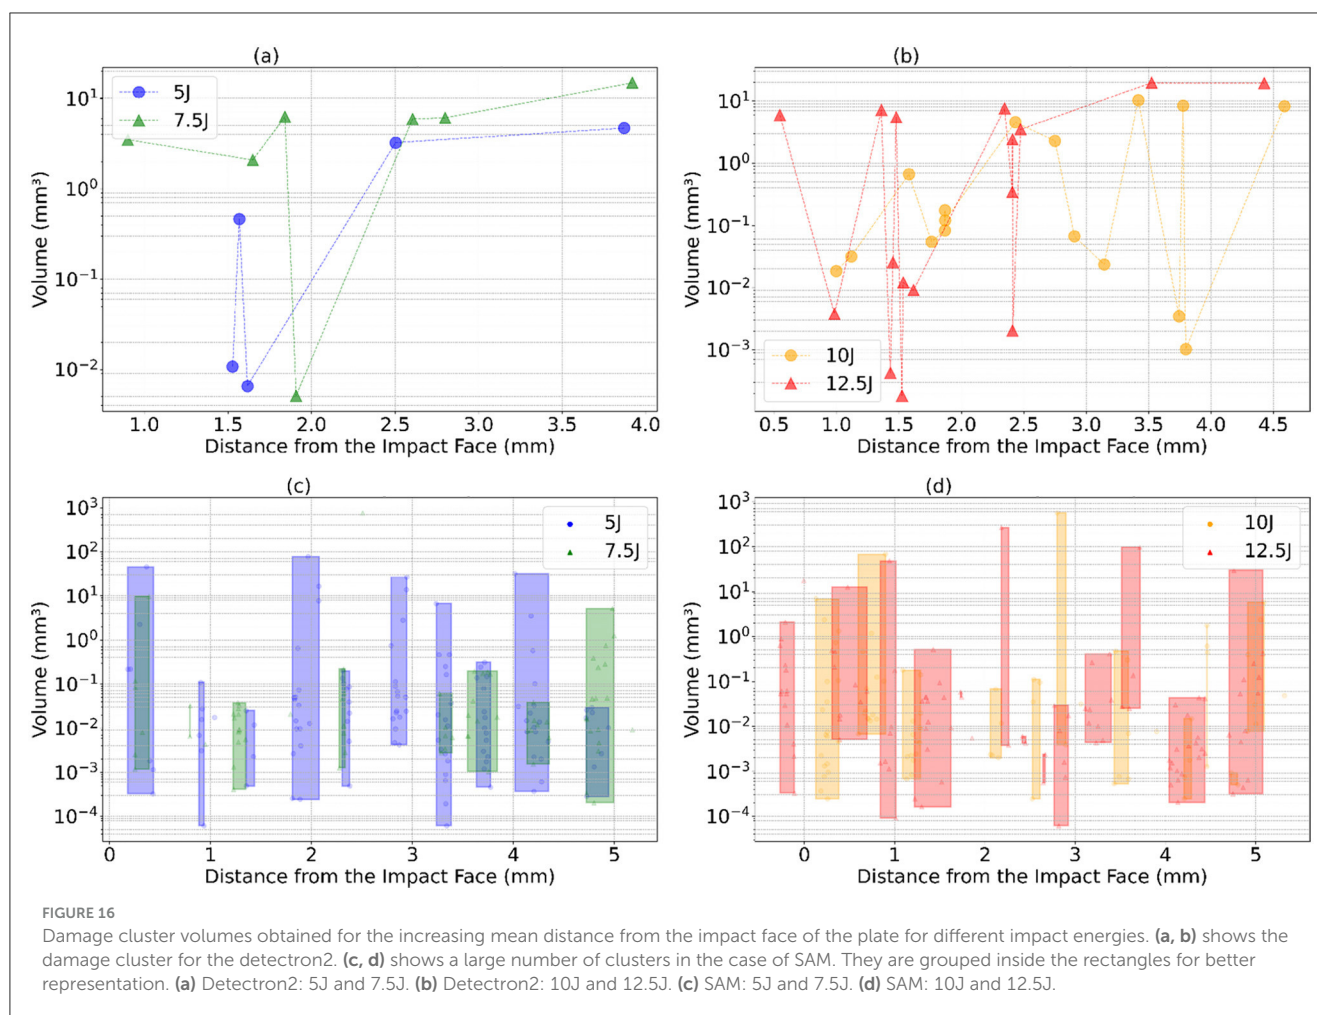 (a)
5J
7.5J
10¹
10⁰
10⁻¹
10⁻²
Volume (mm³)
1.0 1.5 2.0 2.5 3.0 3.5 4.0
Distance from the Impact Face (mm)
(b)
10J
12.5J
10¹
10⁰
10⁻¹
10⁻²
10⁻³
Volume (mm³)
0.5 1.0 1.5 2.0 2.5 3.0 3.5 4.0 4.5
Distance from the Impact Face (mm)
(c)
5J
7.5J
10³
10²
10¹
10⁰
10⁻¹
10⁻²
10⁻³
10⁻⁴
Volume (mm³)
0 1 2 3 4 5
Distance from the Impact Face (mm)
(d)
10J
12.5J
10³
10²
10¹
10⁰
10⁻¹
10⁻²
10⁻³
10⁻⁴
Volume (mm³)
0 1 2 3 4 5
Distance from the Impact Face (mm)
FIGURE 16
Damage cluster volumes obtained for the increasing mean distance from the impact face of the plate for different impact energies. (a, b) shows the
damage cluster for the detectron2. (c, d) shows a large number of clusters in the case of SAM. They are grouped inside the rectangles for better
representation. (a) Detectron2: 5J and 7.5J. (b) Detectron2: 10J and 12.5J. (c) SAM: 5J and 7.5J. (d) SAM: 10J and 12.5J.